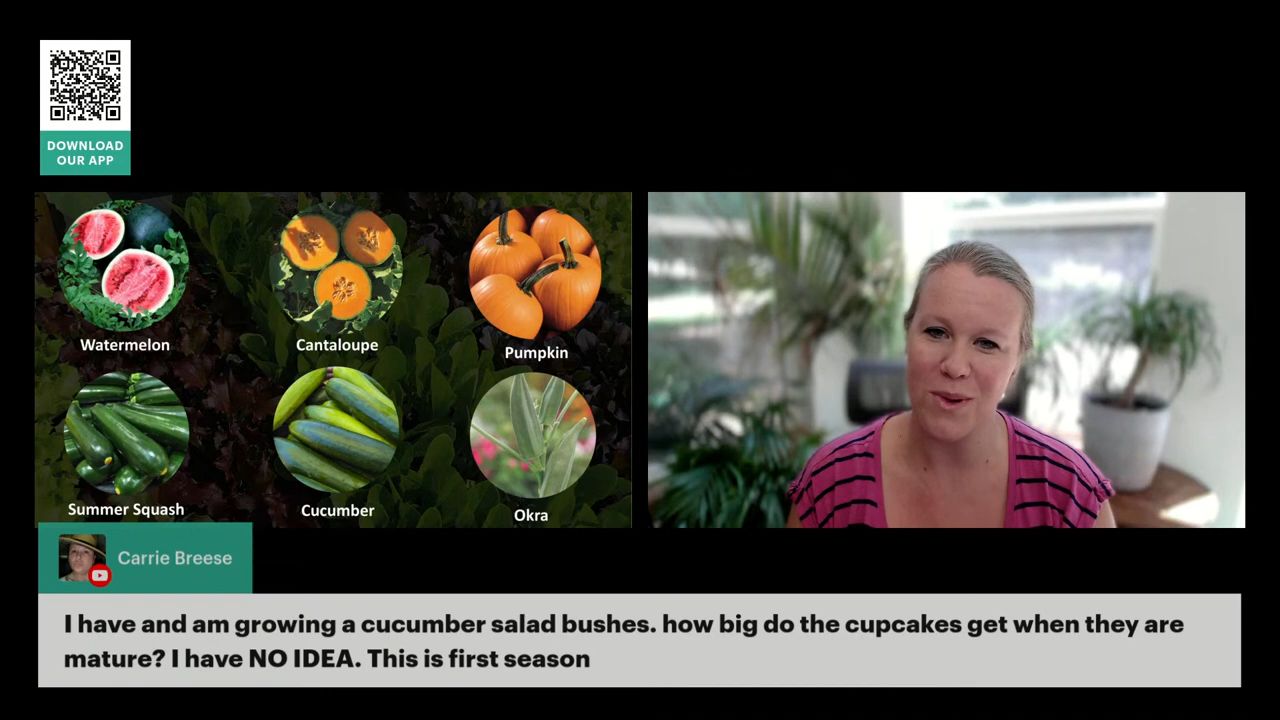 DOWNLOAD
OUR APP
Watermelon
Cantaloupe
Pumpkin
Summer Squash
Cucumber
Okra
Carrie Breese
I have and am growing a cucumber salad bushes. how big do the cupcakes get when they are
mature? I have NO IDEA. This is first season